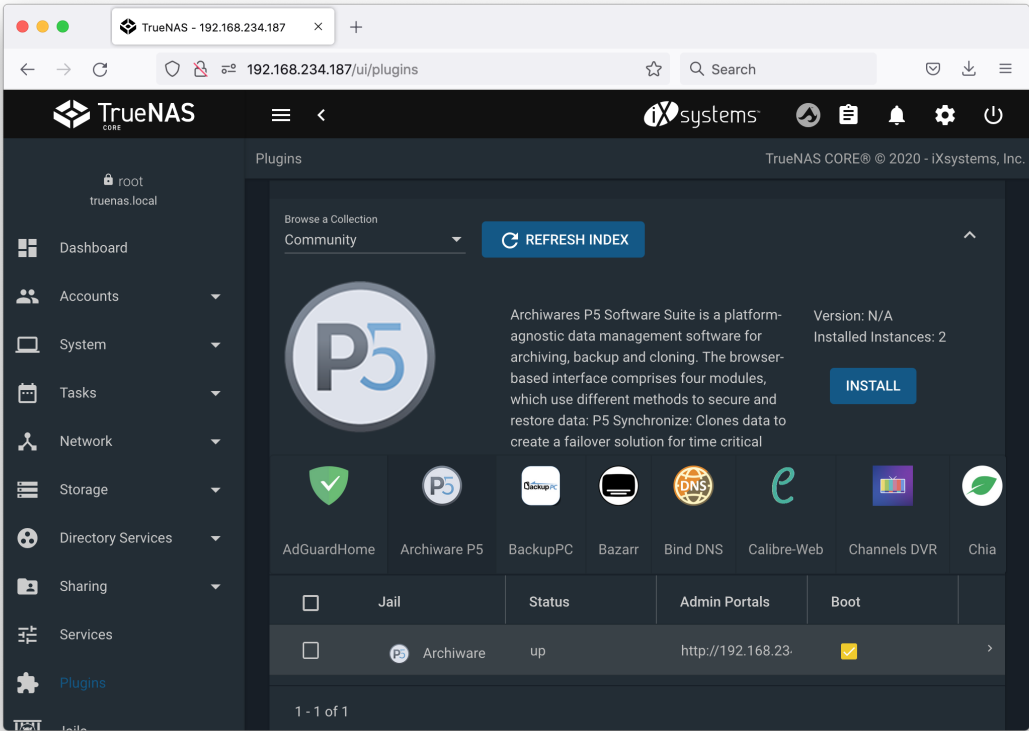 TrueNAS - 192.168.234.187
192.168.234.187/ui/plugins
Search
TrueNAS
CORE
iXsystems
root
truenas.local
Plugins
TrueNAS CORE® © 2020 - iXsystems, Inc.
Dashboard
Accounts
System
Tasks
Network
Storage
Directory Services
Sharing
Services
Plugins
Jails
Browse a Collection
Community
REFRESH INDEX
P5
Archiwares P5 Software Suite is a platform-
agnostic data management software for
archiving, backup and cloning. The browser-
based interface comprises four modules,
which use different methods to secure and
restore data: P5 Synchronize: Clones data to
create a failover solution for time critical
Version: N/A
Installed Instances: 2
INSTALL
P5
BackupPC
DNS
AdGuardHome
Archiware P5
BackupPC
Bazarr
Bind DNS
Calibre-Web
Channels DVR
Chia
Jail
Status
Admin Portals
Boot
P5
Archiware
up
http://192.168.23
1 - 1 of 1